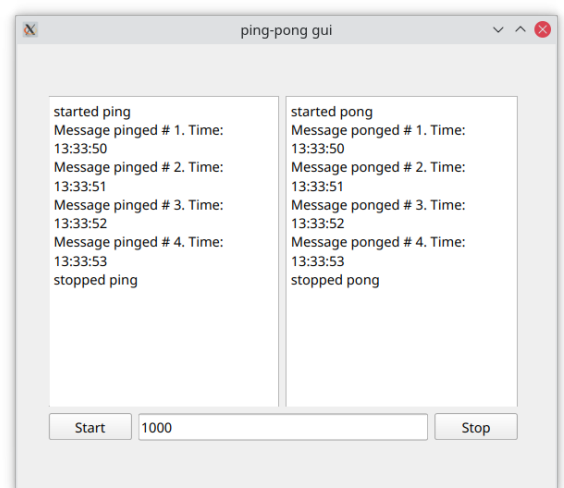 ping-pong gui
started ping
Message pinged # 1. Time:
13:33:50
Message pinged # 2. Time:
13:33:51
Message pinged # 3. Time:
13:33:52
Message pinged # 4. Time:
13:33:53
stopped ping
started pong
Message ponged # 1. Time:
13:33:50
Message ponged # 2. Time:
13:33:51
Message ponged # 3. Time:
13:33:52
Message ponged # 4. Time:
13:33:53
stopped pong
Start
1000
Stop